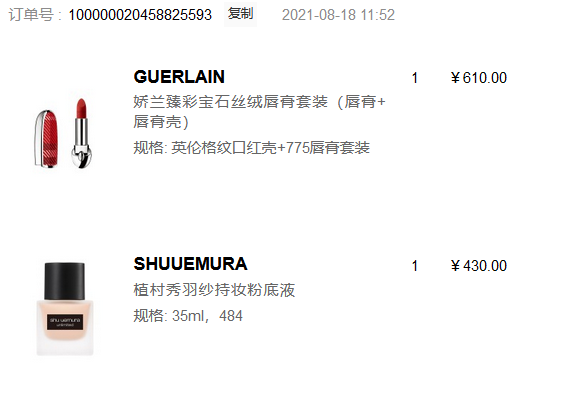 订单号： 100000020458825593 复制 2021-08-18 11:52
GUERLAIN 1 ￥610.00
娇兰臻彩宝石丝绒唇膏套装（唇膏+
唇膏壳）
规格: 英伦格纹口红壳+775唇膏套装
SHUUEMURA 1 ￥430.00
植村秀羽纱持妆粉底液
规格: 35ml，484
shu uemura